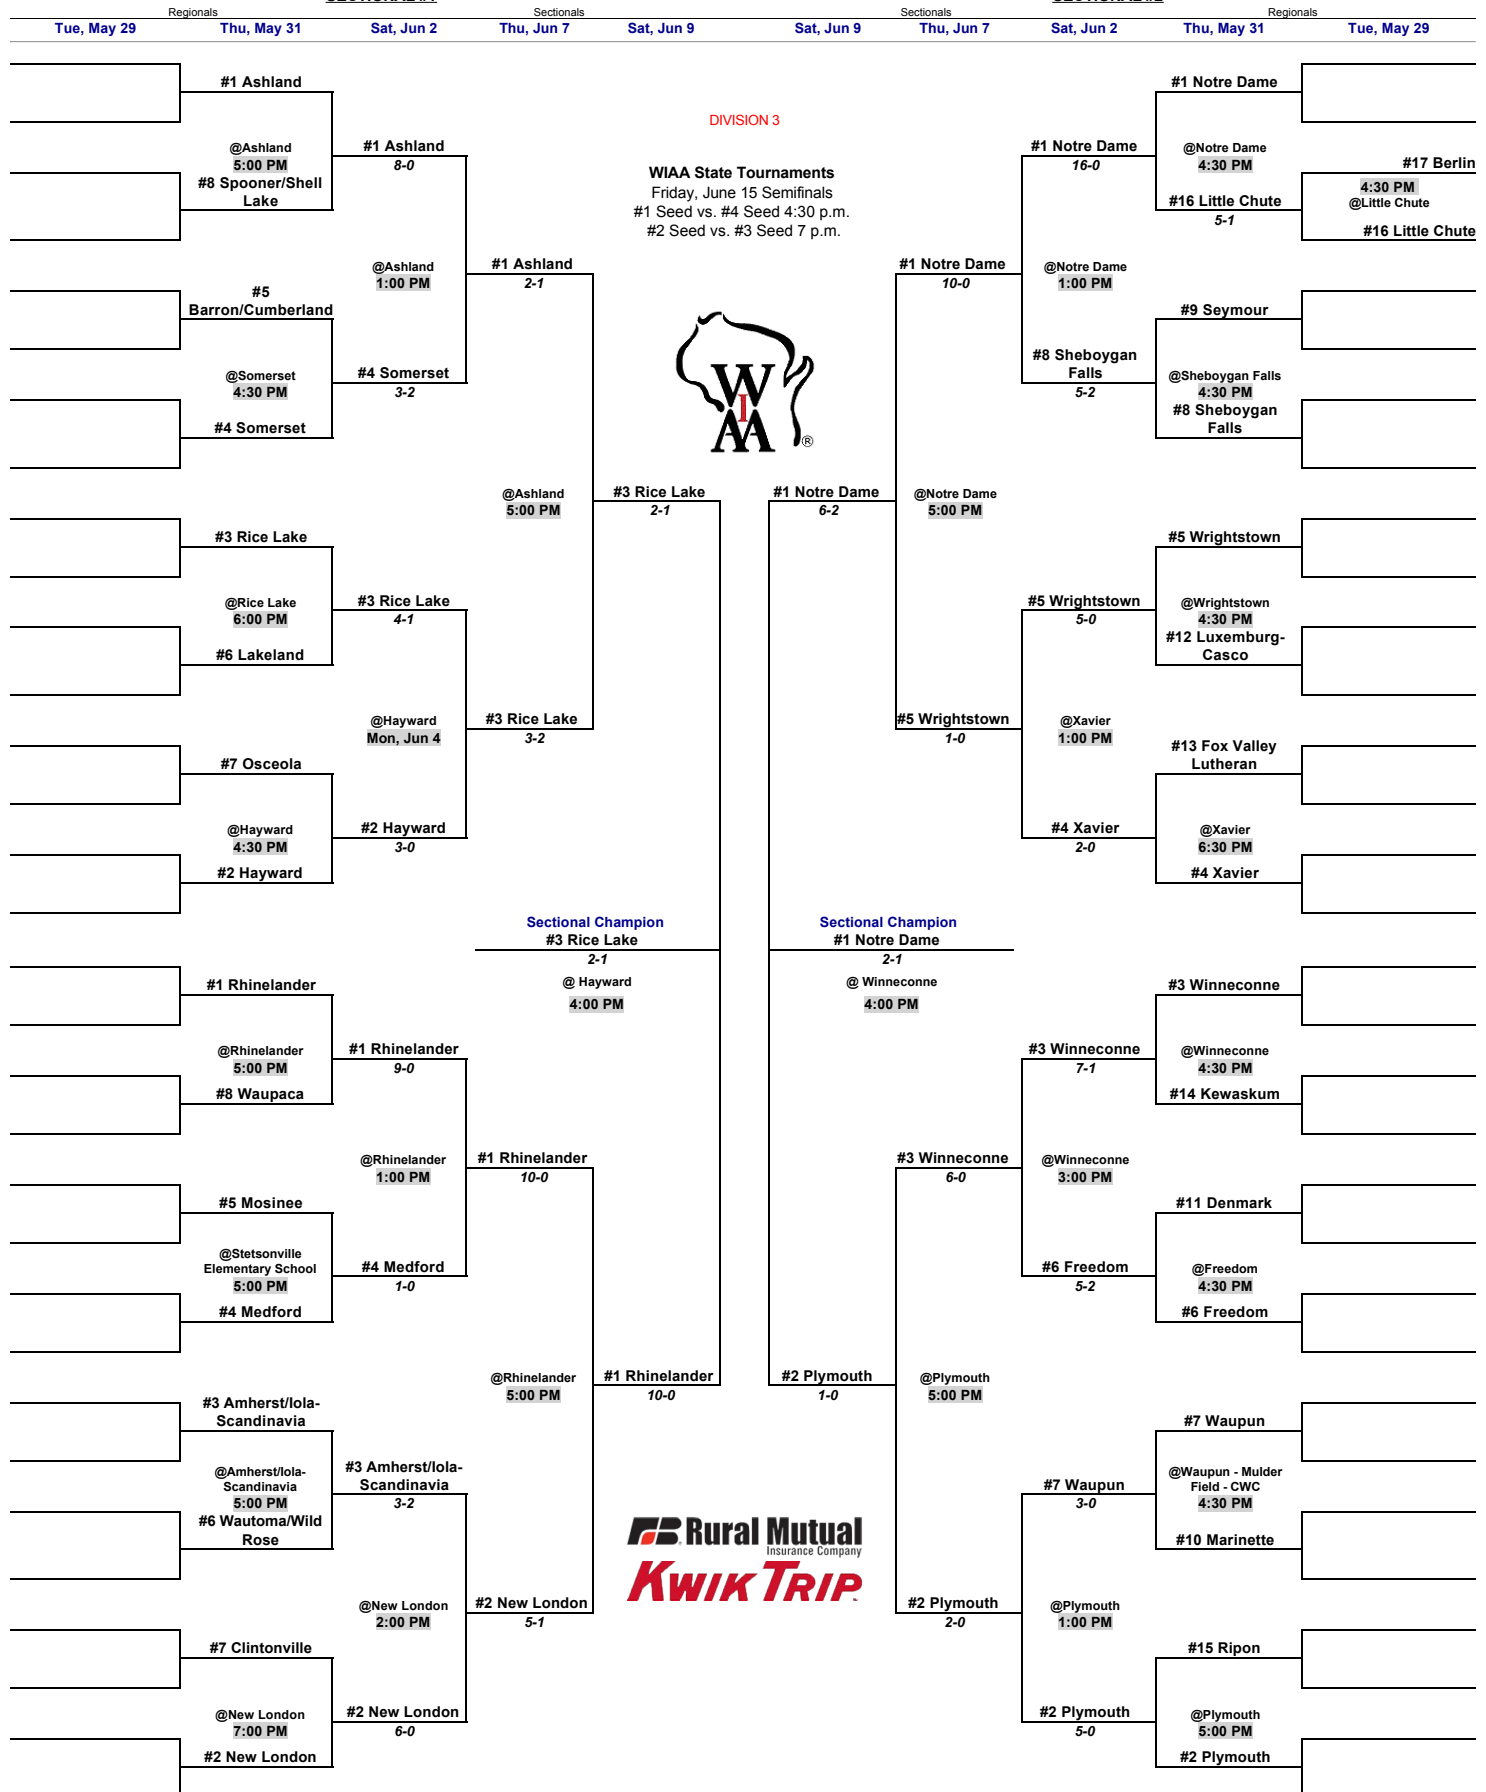 Regionals
Sectionals
Sectionals
Regionals
Tue, May 29
Thu, May 31
Sat, Jun 2
Thu, Jun 7
Sat, Jun 9
Sat, Jun 9
Thu, Jun 7
Sat, Jun 2
Thu, May 31
Tue, May 29
DIVISION 3
WIAA State Tournaments
Friday, June 15 Semifinals
#1 Seed vs. #4 Seed 4:30 p.m.
#2 Seed vs. #3 Seed 7 p.m.
W
I
AA
®
#1 Ashland
@Ashland
5:00 PM
#8 Spooner/Shell
Lake
#5
Barron/Cumberland
@Somerset
4:30 PM
#4 Somerset
#3 Rice Lake
@Rice Lake
6:00 PM
#6 Lakeland
#7 Osceola
@Hayward
4:30 PM
#2 Hayward
#1 Rhinelander
@Rhinelander
5:00 PM
#8 Waupaca
#5 Mosinee
@Stetsonville
Elementary School
5:00 PM
#4 Medford
#3 Amherst/Iola-
Scandinavia
@Amherst/Iola-
Scandinavia
5:00 PM
#6 Wautoma/Wild
Rose
#7 Clintonville
@New London
7:00 PM
#2 New London
#1 Ashland
8-0
@Ashland
1:00 PM
#4 Somerset
3-2
#3 Rice Lake
4-1
@Hayward
Mon, Jun 4
#2 Hayward
3-0
#1 Rhinelander
9-0
@Rhinelander
1:00 PM
#4 Medford
1-0
#3 Amherst/Iola-
Scandinavia
3-2
@New London
2:00 PM
#2 New London
6-0
#1 Ashland
2-1
@Ashland
5:00 PM
#3 Rice Lake
3-2
#1 Rhinelander
10-0
@Rhinelander
5:00 PM
#2 New London
5-1
#3 Rice Lake
2-1
Sectional Champion
#3 Rice Lake
2-1
@ Hayward
4:00 PM
#1 Rhinelander
10-0
#1 Notre Dame
6-2
Sectional Champion
#1 Notre Dame
2-1
@ Winneconne
4:00 PM
#2 Plymouth
1-0
#1 Notre Dame
10-0
@Notre Dame
5:00 PM
#5 Wrightstown
1-0
#3 Winneconne
6-0
@Plymouth
5:00 PM
#2 Plymouth
2-0
#1 Notre Dame
16-0
@Notre Dame
1:00 PM
#8 Sheboygan
Falls
5-2
#5 Wrightstown
5-0
@Xavier
1:00 PM
#4 Xavier
2-0
#3 Winneconne
7-1
@Winneconne
3:00 PM
#6 Freedom
5-2
#7 Waupun
3-0
@Plymouth
1:00 PM
#2 Plymouth
5-0
#1 Notre Dame
@Notre Dame
4:30 PM
#16 Little Chute
5-1
#9 Seymour
@Sheboygan Falls
4:30 PM
#8 Sheboygan
Falls
#5 Wrightstown
@Wrightstown
4:30 PM
#12 Luxemburg-
Casco
#13 Fox Valley
Lutheran
@Xavier
6:30 PM
#4 Xavier
#3 Winneconne
@Winneconne
4:30 PM
#14 Kewaskum
#11 Denmark
@Freedom
4:30 PM
#6 Freedom
#7 Waupun
@Waupun - Mulder
Field - CWC
4:30 PM
#10 Marinette
#15 Ripon
@Plymouth
5:00 PM
#2 Plymouth
#17 Berlin
4:30 PM
@Little Chute
#16 Little Chute
Rural Mutual
Insurance Company
KWIK TRIP